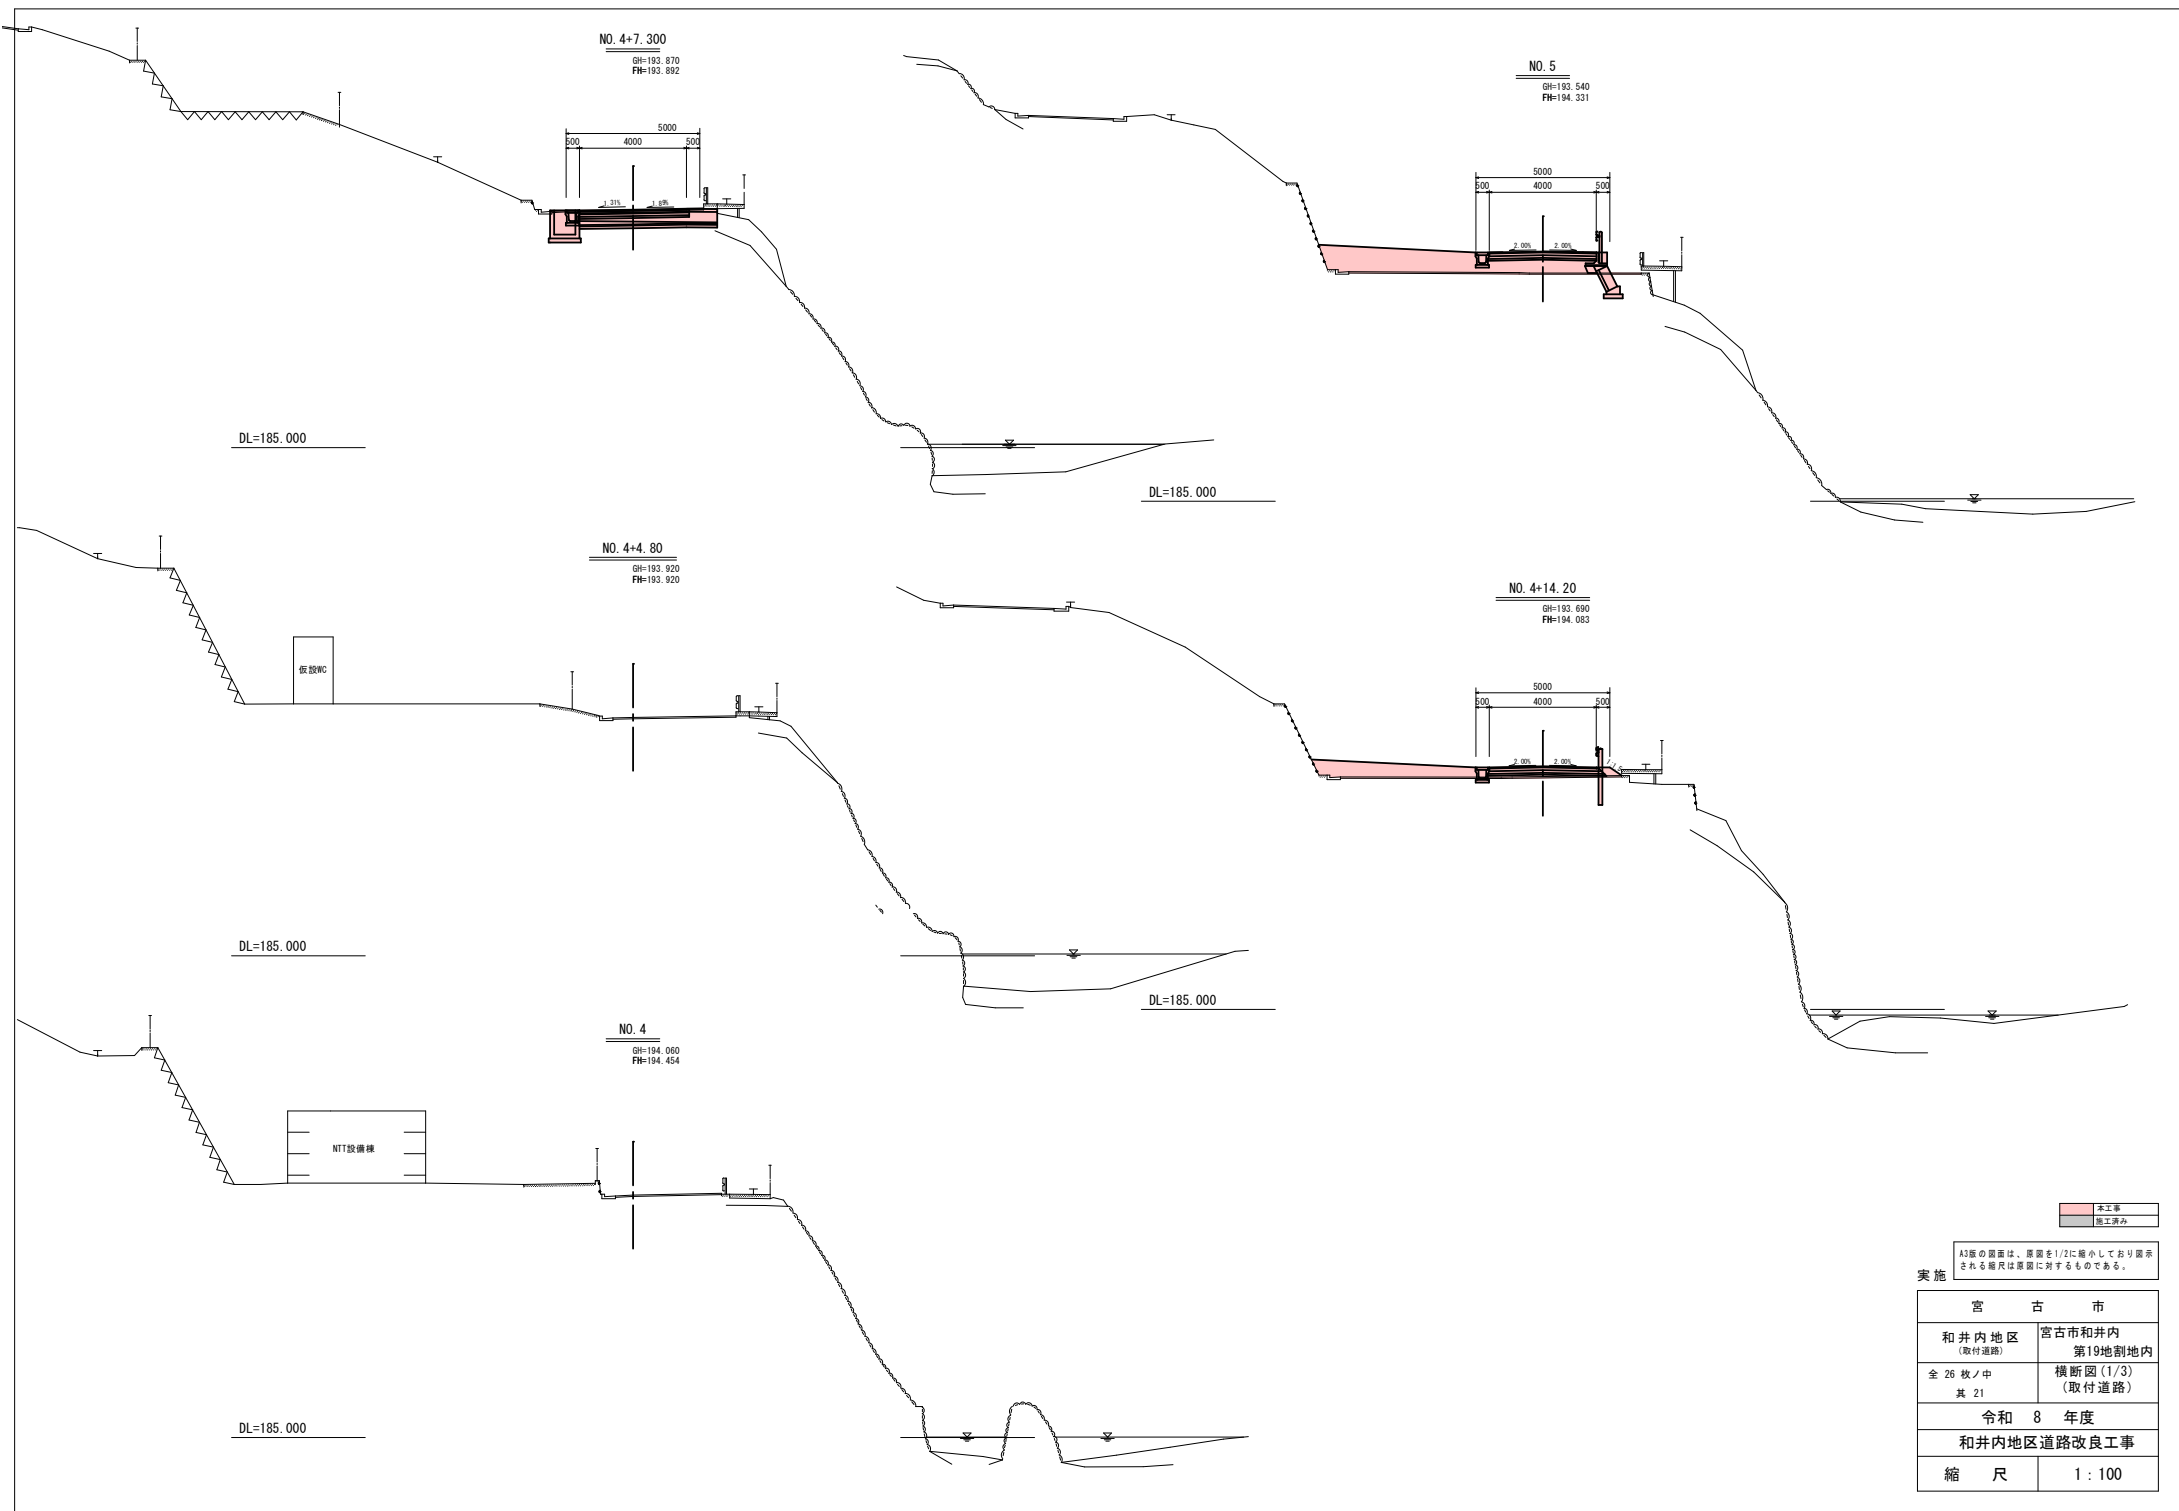 NO. 4+7.300
GH=193.870
FH=193.892
5000
500 4000 500
1.31% 1.89%
DL=185.000
NO. 5
GH=193.540
FH=194.331
5000
500 4000 500
2.00% 2.00%
DL=185.000
NO. 4+4.80
GH=193.920
FH=193.920
仮設WC
DL=185.000
NO. 4+14.20
GH=193.690
FH=194.083
5000
500 4000 500
2.00% 2.00%
DL=185.000
NO. 4
GH=194.060
FH=194.454
NTT設備棟
DL=185.000
本工事
施工済み
A3版の図面は、原図を1/2に縮小しており図示
される縮尺は原図に対するものである。
実施
宮 古 市
和井内地区
(取付道路)
宮古市和井内
第19地割地内
全 26 枚ノ中
其 21
横断図(1/3)
(取付道路)
令和 8 年度
和井内地区道路改良工事
縮 尺 1 : 100